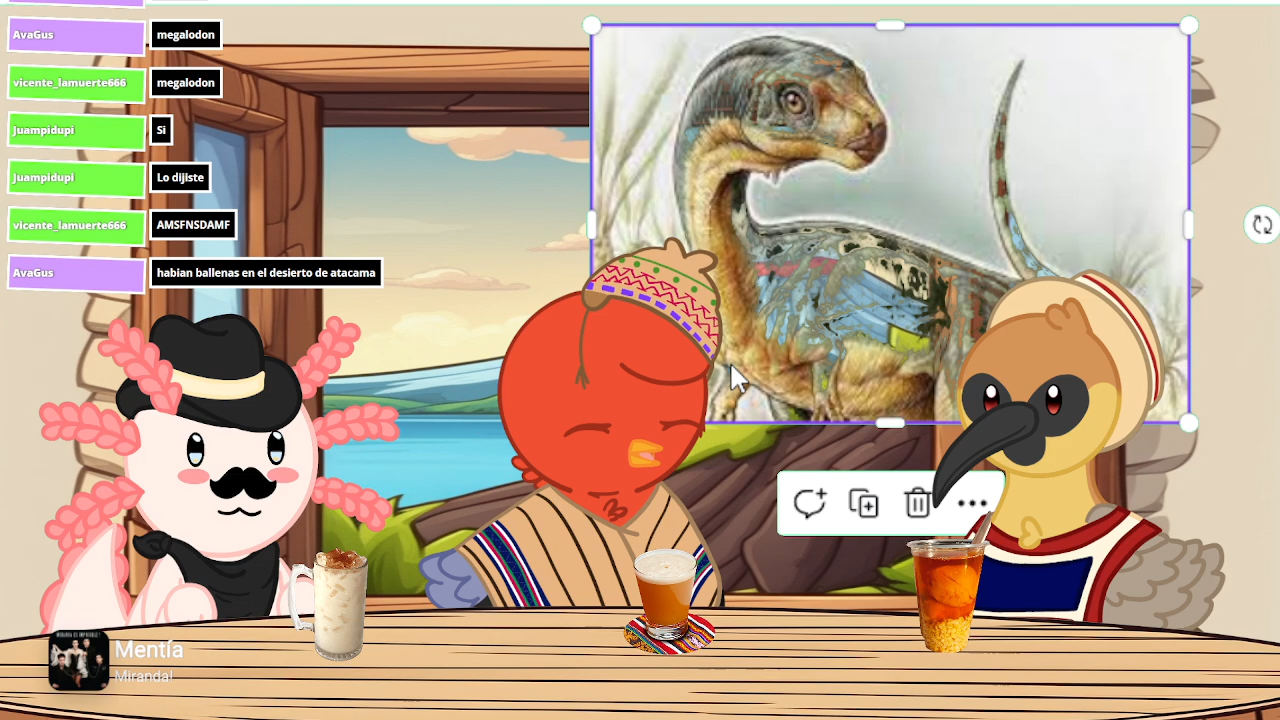 AvaGus megalodon
vicente_lamuerte666 megalodon
Juampidupi Si
Juampidupi Lo dijiste
vicente_lamuerte666 AMSFNSDAMF
AvaGus habian ballenas en el desierto de atacama
Mentía
Miranda!